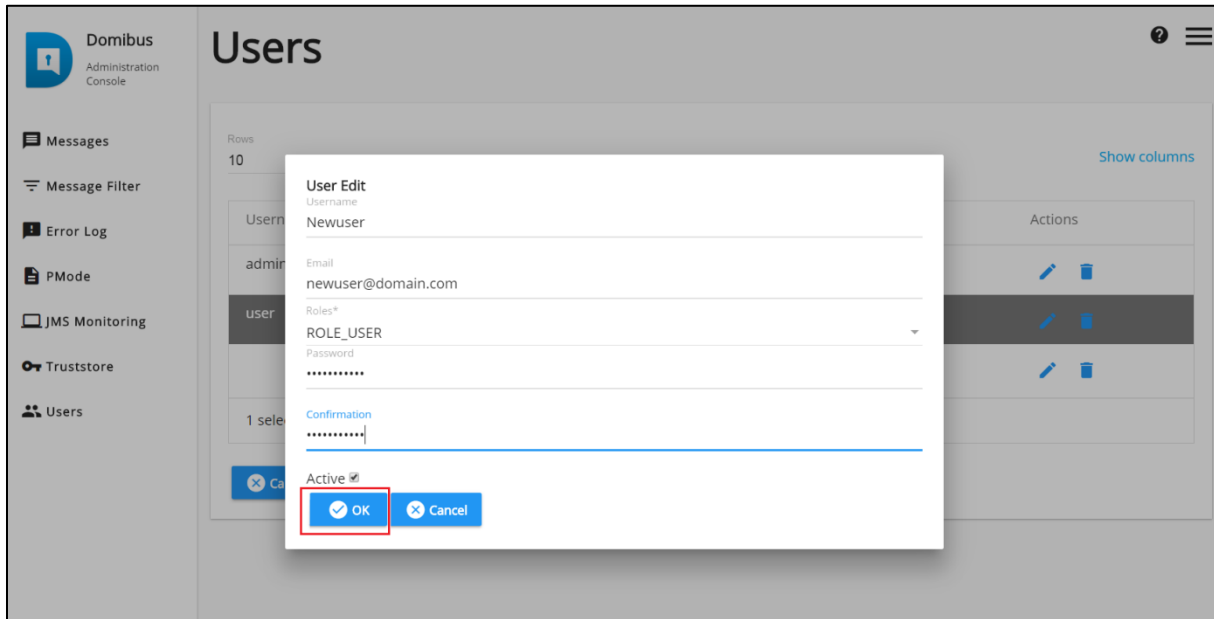 Domibus
Administration
Console
Users
Messages
Message Filter
Error Log
PMode
JMS Monitoring
Truststore
Users
Rows
10
Show columns
Usern
Actions
admin
user
1 sele
Ca
User Edit
Username
Newuser
Email
newuser@domain.com
Roles*
ROLE_USER
Password
•••••••••••
Confirmation
•••••••••••
Active
OK
Cancel